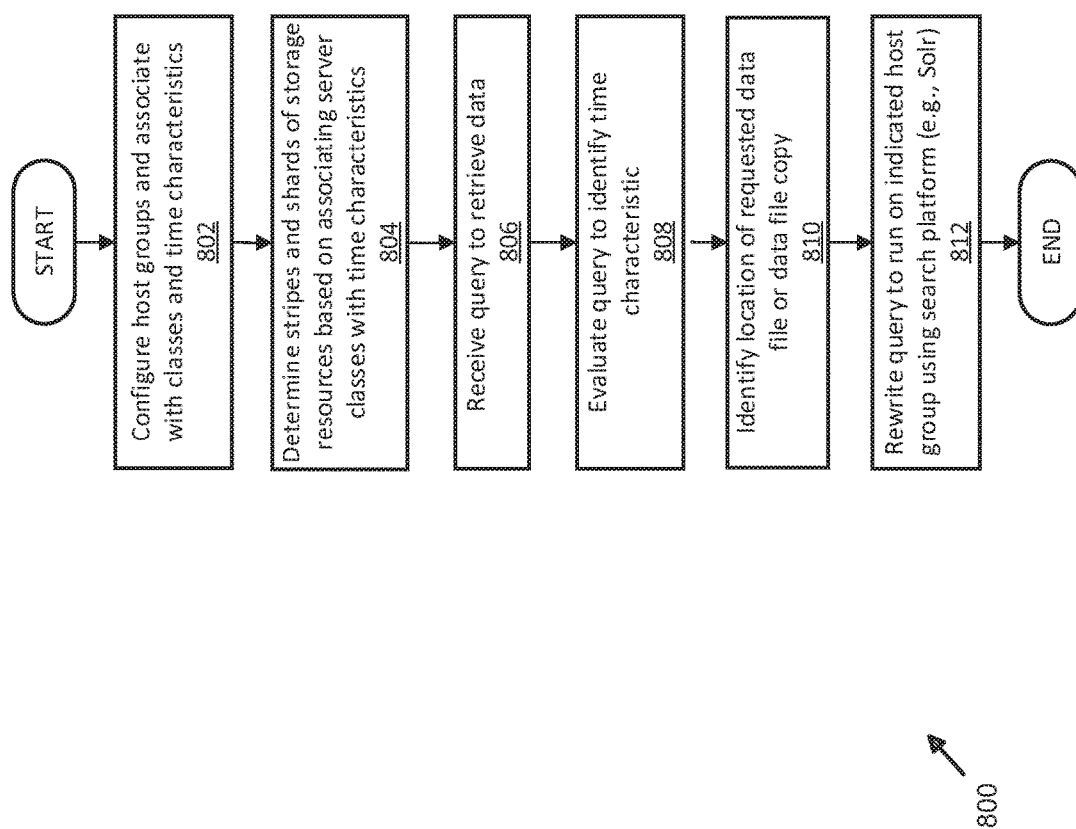 START
Configure host groups and associate
with classes and time characteristics
802
Determine stripes and shards of storage
resources based on associating server
classes with time characteristics
804
Receive query to retrieve data
806
Evaluate query to identify time
characteristic
808
Identify location of requested data
file or data file copy
810
Rewrite query to run on indicated host
group using search platform (e.g., Solr)
812
END
800